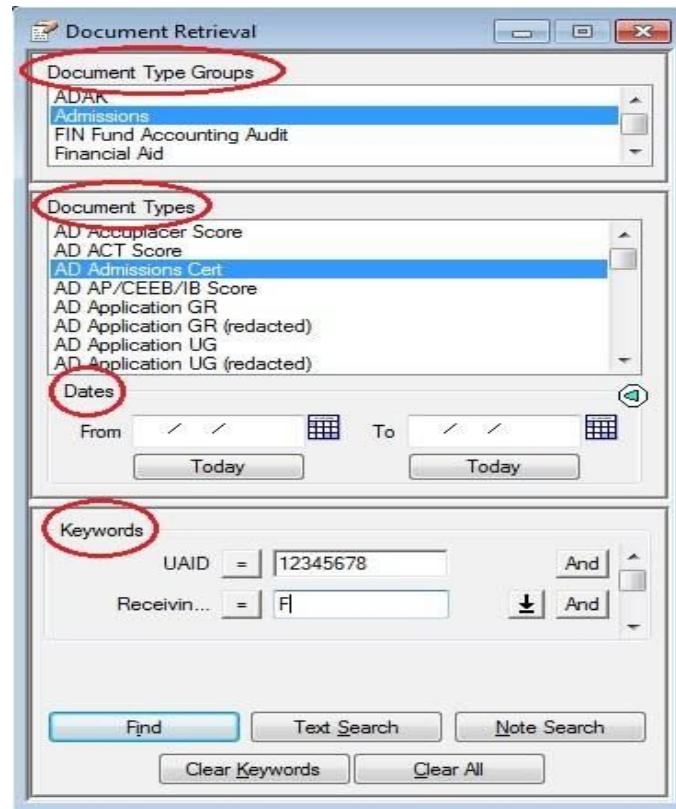 Document Retrieval
Document Type Groups
ADAK
Admissions
FIN Fund Accounting Audit
Financial Aid
Document Types
AD Accuplacer Score
AD ACT Score
AD Admissions Cert
AD AP/CEEB/IB Score
AD Application GR
AD Application GR (redacted)
AD Application UG
AD Application UG (redacted)
Dates
From / / To / /
Today Today
Keywords
UAID = 12345678 And
Receivin... = F And
Find Text Search Note Search
Clear Keywords Clear All